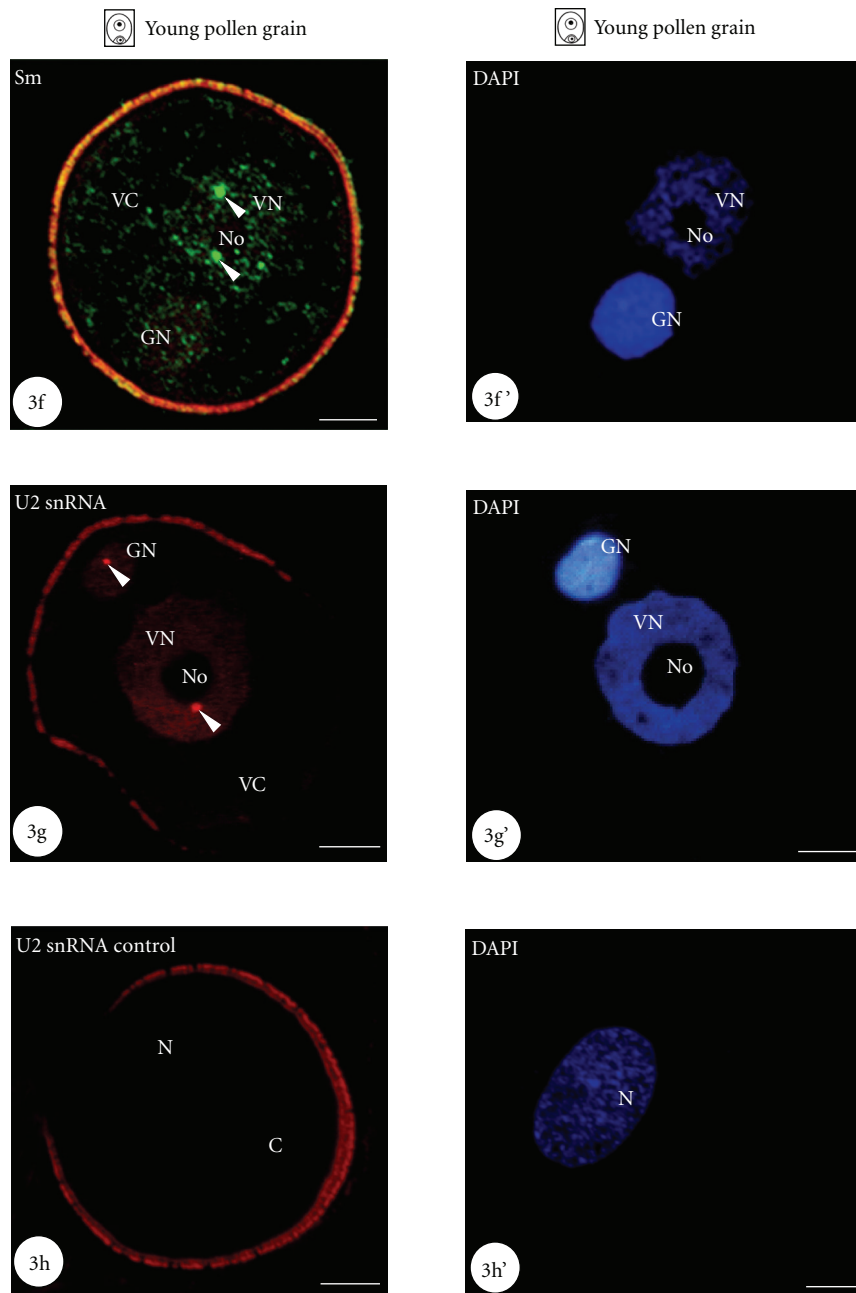 Young pollen grain
Young pollen grain
Sm
VC
VN
No
GN
3f
DAPI
VN
No
GN
3f’
U2 snRNA
GN
VN
No
VC
3g
DAPI
GN
VN
No
3g’
U2 snRNA control
N
C
3h
DAPI
N
3h’